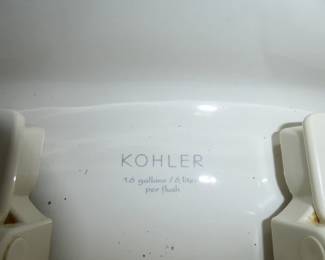 KOHLER
1.6 gallons / 6 liters
per flush